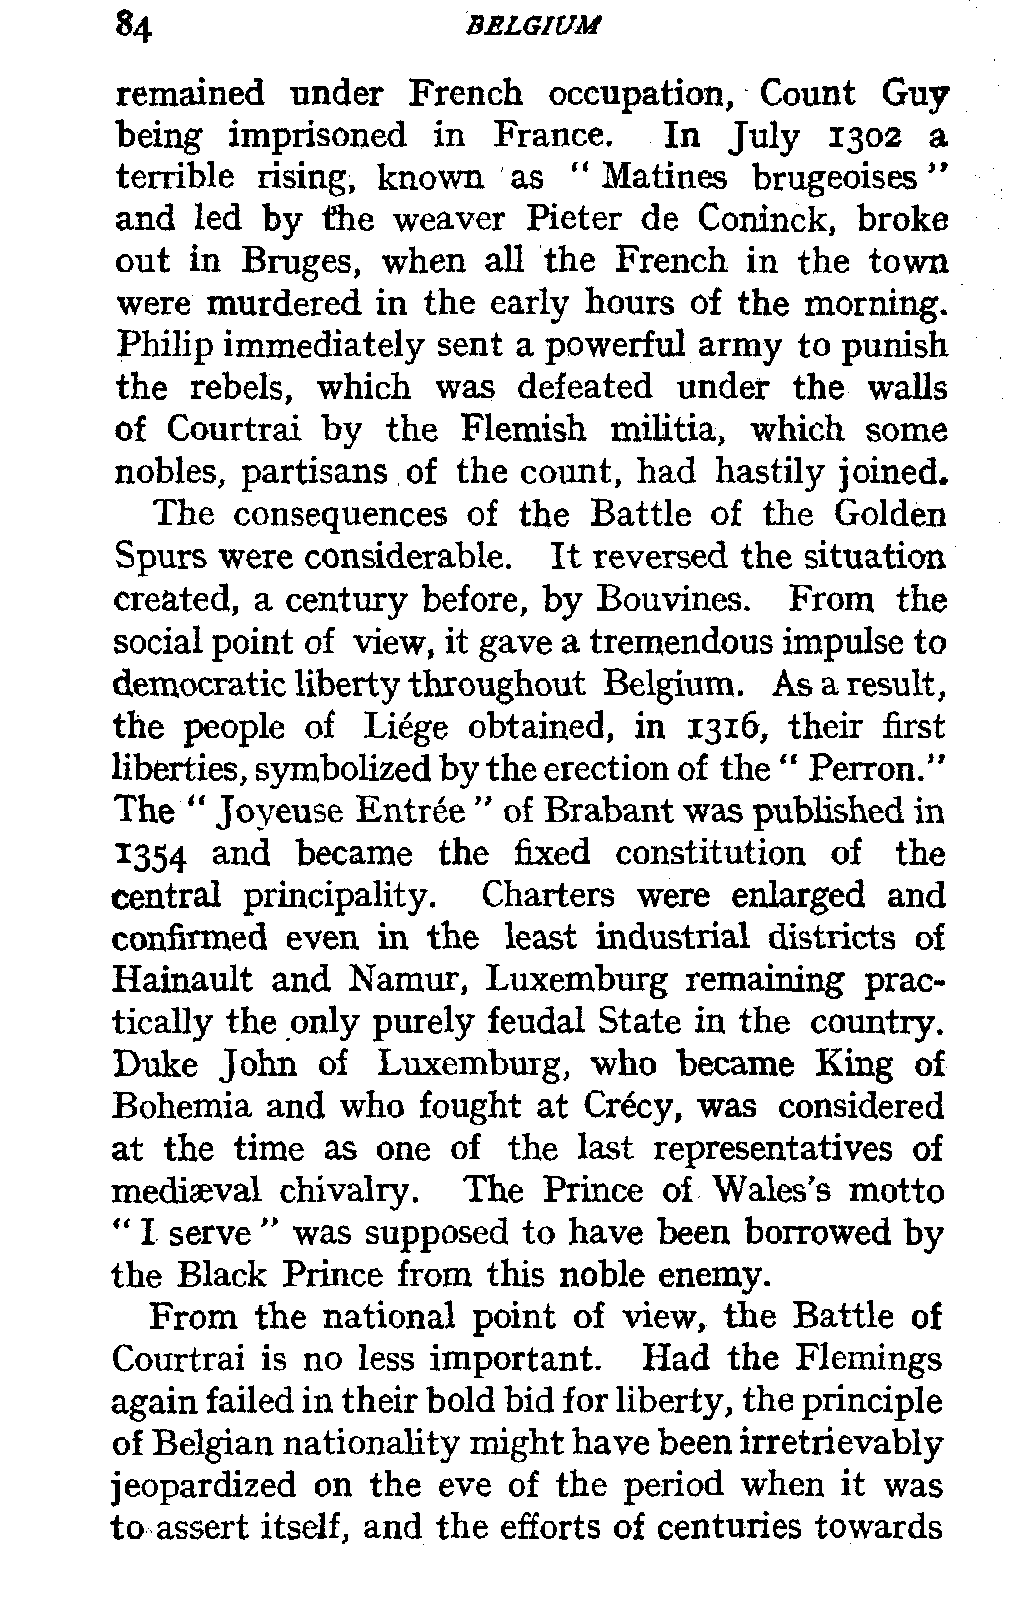 84 BELGIUM
remained under French occupation, Count Guy
being imprisoned in France. In July 1302 a
terrible rising, known as “ Matines brugeoises ”
and led by the weaver Pieter de Coninck, broke
out in Bruges, when all the French in the town
were murdered in the early hours of the morning.
Philip immediately sent a powerful army to punish
the rebels, which was defeated under the walls
of Courtrai by the Flemish militia, which some
nobles, partisans of the count, had hastily joined.
The consequences of the Battle of the Golden
Spurs were considerable. It reversed the situation
created, a century before, by Bouvines. From the
social point of view, it gave a tremendous impulse to
democratic liberty throughout Belgium. As a result,
the people of Liége obtained, in 1316, their first
liberties, symbolized by the erection of the “ Perron.”
The “ Joyeuse Entrée ” of Brabant was published in
1354 and became the fixed constitution of the
central principality. Charters were enlarged and
confirmed even in the least industrial districts of
Hainault and Namur, Luxemburg remaining prac-
tically the only purely feudal State in the country.
Duke John of Luxemburg, who became King of
Bohemia and who fought at Crécy, was considered
at the time as one of the last representatives of
mediæval chivalry. The Prince of Wales's motto
“ I serve ” was supposed to have been borrowed by
the Black Prince from this noble enemy.
From the national point of view, the Battle of
Courtrai is no less important. Had the Flemings
again failed in their bold bid for liberty, the principle
of Belgian nationality might have been irretrievably
jeopardized on the eve of the period when it was
to assert itself, and the efforts of centuries towards